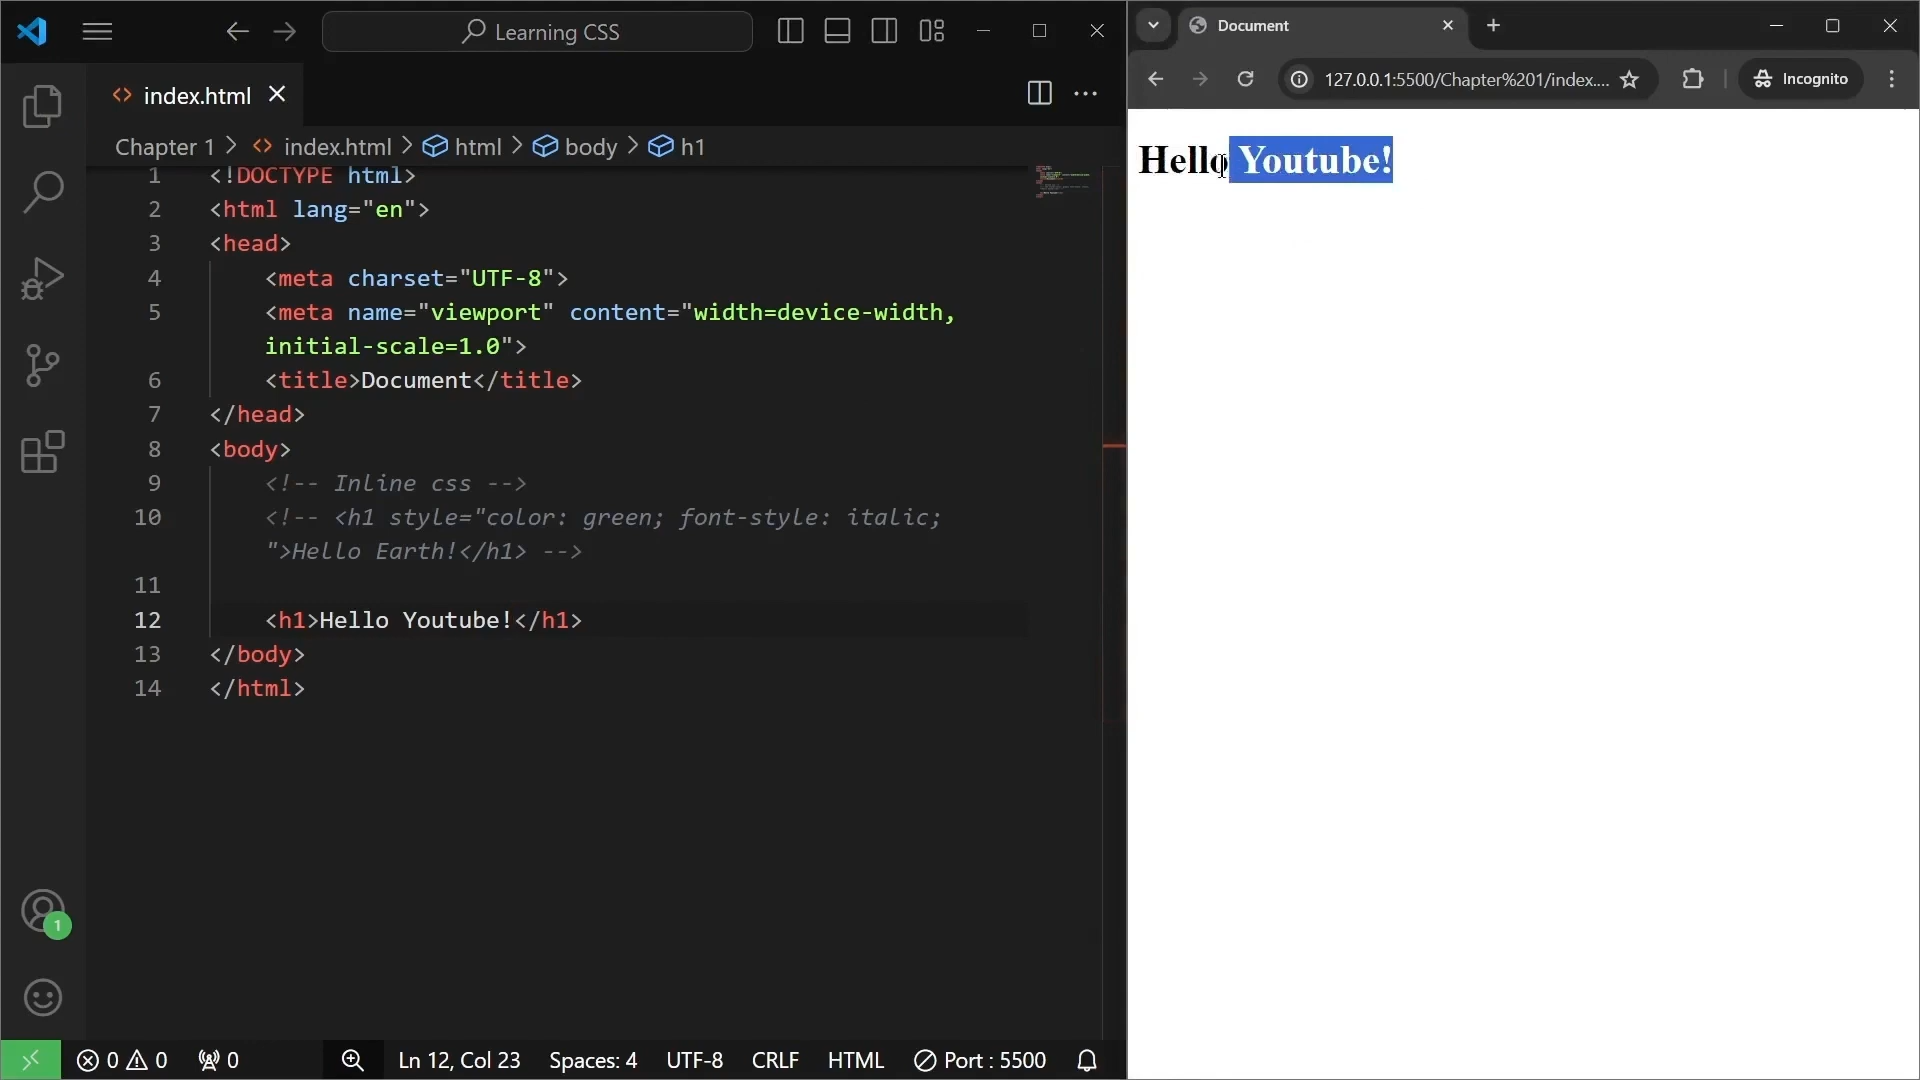 Learning CSS
index.html
Chapter 1 > index.html > html > body > h1
1 <!DOCTYPE html>
2 <html lang="en">
3 <head>
4 <meta charset="UTF-8">
5 <meta name="viewport" content="width=device-width,
initial-scale=1.0">
6 <title>Document</title>
7 </head>
8 <body>
9 <!-- Inline css -->
10 <!-- <h1 style="color: green; font-style: italic;
">Hello Earth!</h1> -->
11
12 <h1>Hello Youtube!</h1>
13 </body>
14 </html>
1
0 0 0 Ln 12, Col 23 Spaces: 4 UTF-8 CRLF HTML Port : 5500
Document
127.0.0.1:5500/Chapter%201/index.... Incognito
Hello Youtube!